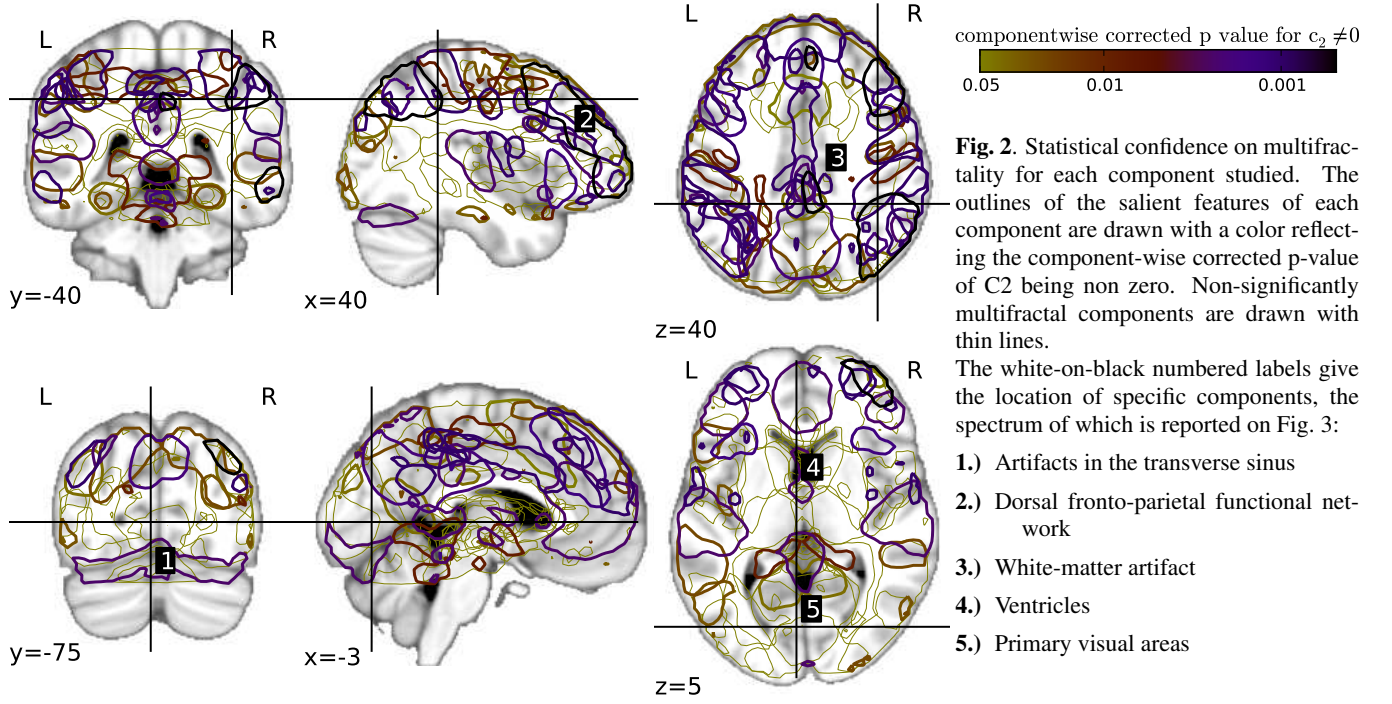 L
R
y=-40
x=40
L
R
z=40
2
3
L
R
y=-75
x=-3
L
R
z=5
1
4
5
componentwise corrected p value for c2 ≠0
0.05
0.01
0.001
Fig. 2. Statistical confidence on multifrac-
tality for each component studied. The
outlines of the salient features of each
component are drawn with a color reflect-
ing the component-wise corrected p-value
of C2 being non zero. Non-significantly
multifractal components are drawn with
thin lines.
The white-on-black numbered labels give
the location of specific components, the
spectrum of which is reported on Fig. 3:
1.) Artifacts in the transverse sinus
2.) Dorsal fronto-parietal functional net-
work
3.) White-matter artifact
4.) Ventricles
5.) Primary visual areas